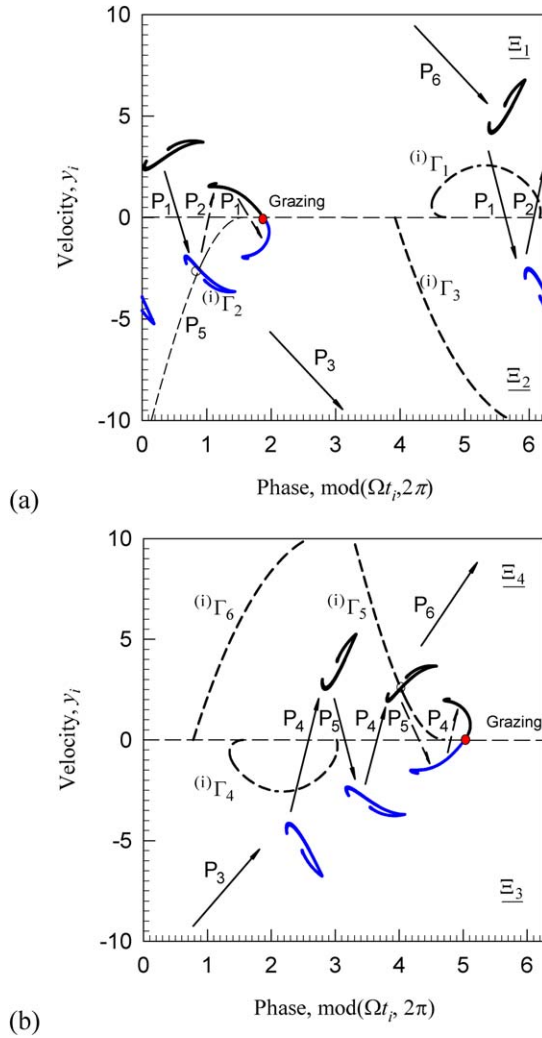 10
Ξ₁
P₆
5
⁽ⁱ⁾Γ₁
P₁
P₂
P₁
Grazing
P₁
P₂
0
Velocity, yᵢ
⁽ⁱ⁾Γ₂
⁽ⁱ⁾Γ₃
-5
P₅
P₃
Ξ₂
-10
0 1 2 3 4 5 6
(a)
Phase, mod(Ωtᵢ,2π)
10
Ξ₄
⁽ⁱ⁾Γ₆
⁽ⁱ⁾Γ₅
P₆
5
P₄
P₅
P₄
P₅
P₄
Grazing
0
Velocity, yᵢ
⁽ⁱ⁾Γ₄
-5
P₃
Ξ₃
-10
0 1 2 3 4 5 6
(b)
Phase, mod(Ωtᵢ, 2π)